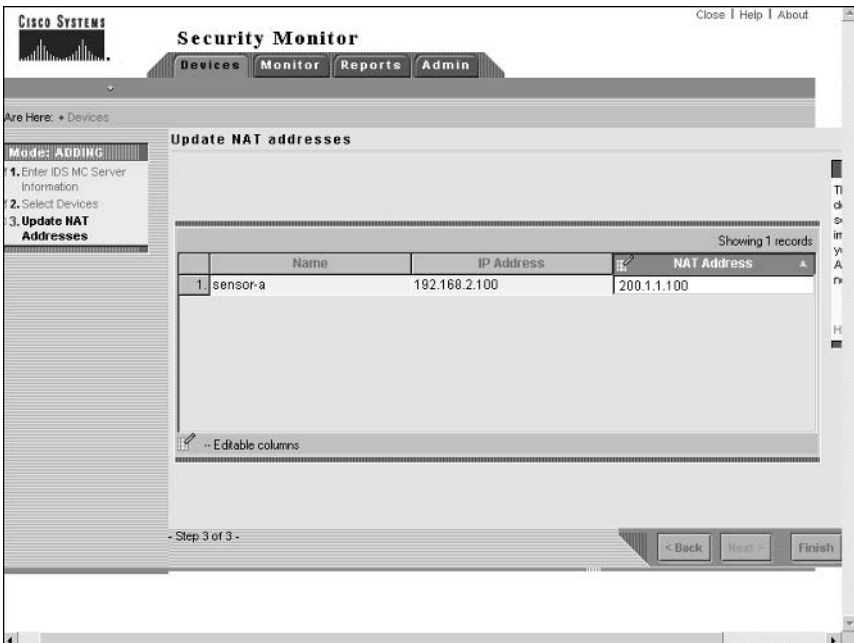 Close | Help | About
CISCO SYSTEMS
Security Monitor
Devices Monitor Reports Admin
Are Here: Devices
Update NAT addresses
Mode: ADDING
1. Enter IDS MC Server
Information
2. Select Devices
3. Update NAT
Addresses
Showing 1 records
Name IP Address NAT Address
1. sensor-a 192.168.2.100 200.1.1.100
-- Editable columns
- Step 3 of 3 -
< Back Next > Finish